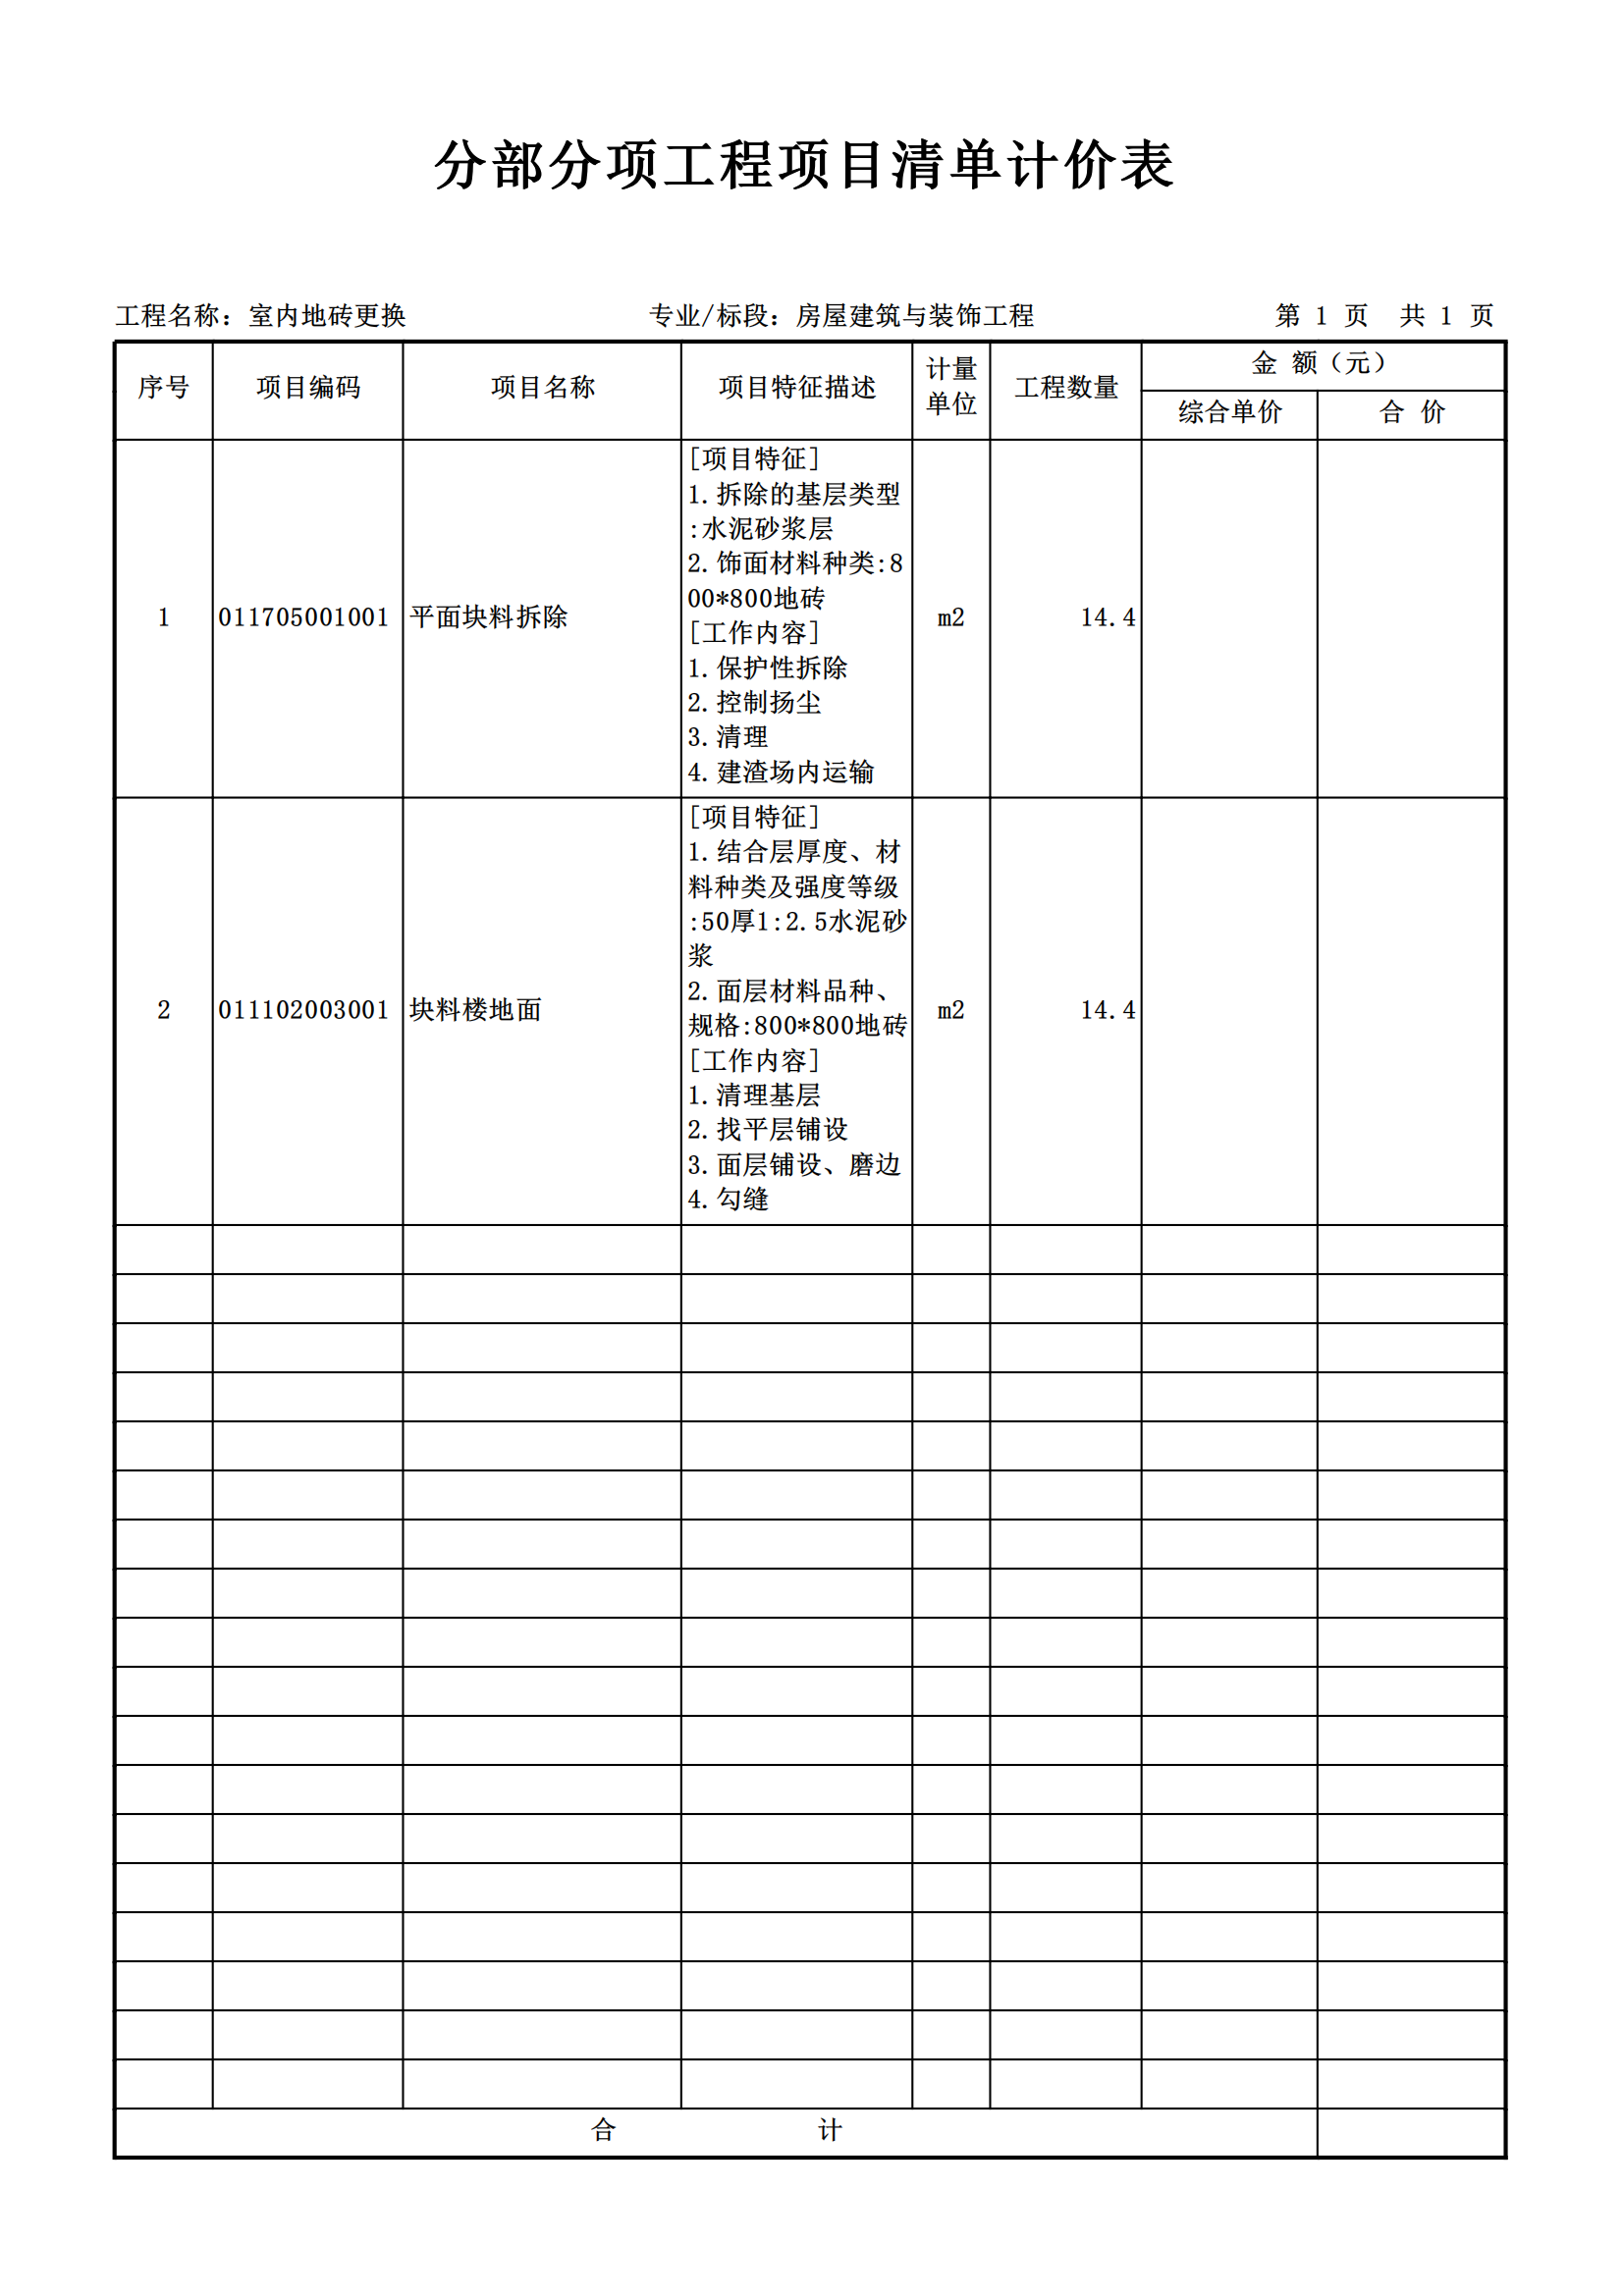 分部分项工程项目清单计价表
工程名称：室内地砖更换 专业/标段：房屋建筑与装饰工程 第 1 页 共 1 页
序号 项目编码 项目名称 项目特征描述 计量单位 工程数量 金 额（元）
综合单价 合 价
1 011705001001 平面块料拆除
[项目特征]
1.拆除的基层类型
:水泥砂浆层
2.饰面材料种类:8
00*800地砖
[工作内容]
1.保护性拆除
2.控制扬尘
3.清理
4.建渣场内运输
m2 14.4
2 011102003001 块料楼地面
[项目特征]
1.结合层厚度、材
料种类及强度等级
:50厚1:2.5水泥砂
浆
2.面层材料品种、
规格:800*800地砖
[工作内容]
1.清理基层
2.找平层铺设
3.面层铺设、磨边
4.勾缝
m2 14.4
合 计